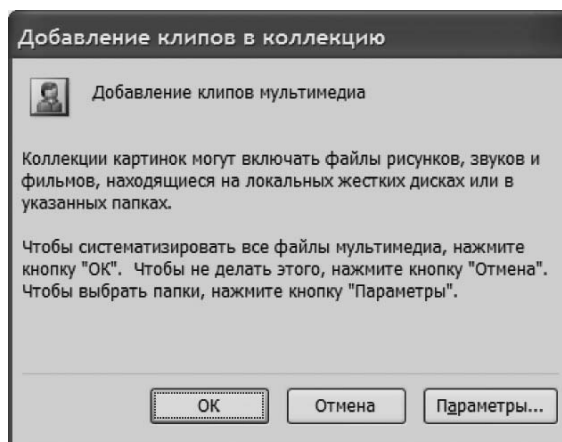 Добавление клипов в коллекцию
Добавление клипов мультимедиа
Коллекции картинок могут включать файлы рисунков, звуков и
фильмов, находящиеся на локальных жестких дисках или в
указанных папках.
Чтобы систематизировать все файлы мультимедиа, нажмите
кнопку "ОК". Чтобы не делать этого, нажмите кнопку "Отмена".
Чтобы выбрать папки, нажмите кнопку "Параметры".
ОК
Отмена
Параметры...